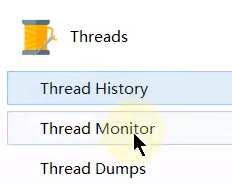 Threads
Thread History
Thread Monitor
Thread Dumps